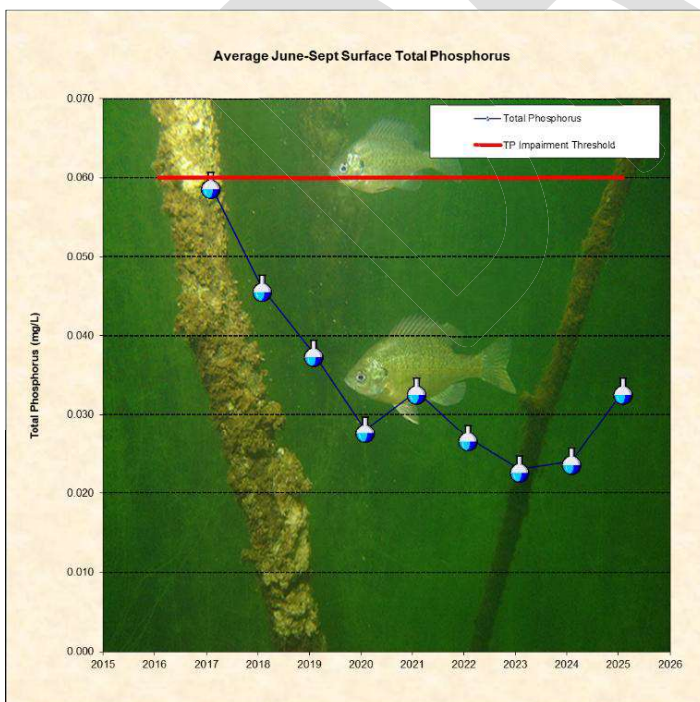 Average June-Sept Surface Total Phosphorus
Total Phosphorus
TP Impairment Threshold
Total Phosphorus (mg/L)
0.070
0.060
0.050
0.040
0.030
0.020
0.010
0.000
2015 2016 2017 2018 2019 2020 2021 2022 2023 2024 2025 2026